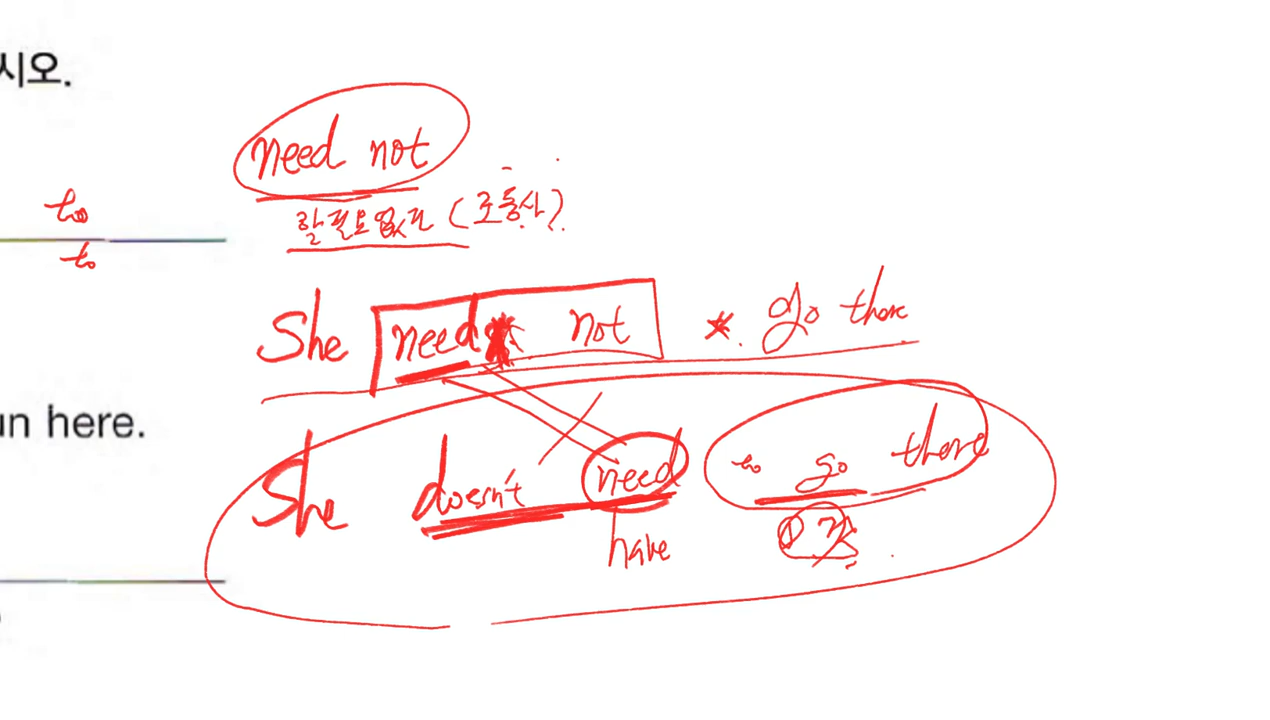 시오.
need not
to
할 필요 없다 (조동사)
to
She need not go there
un here.
She doesn't need to go there
have